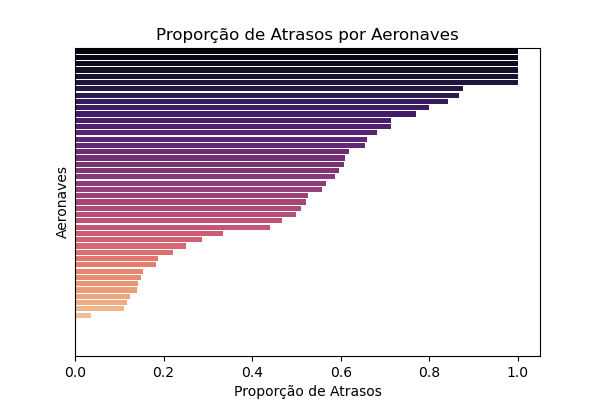 Proporção de Atrasos por Aeronaves
Aeronaves
0.0 0.2 0.4 0.6 0.8 1.0
Proporção de Atrasos